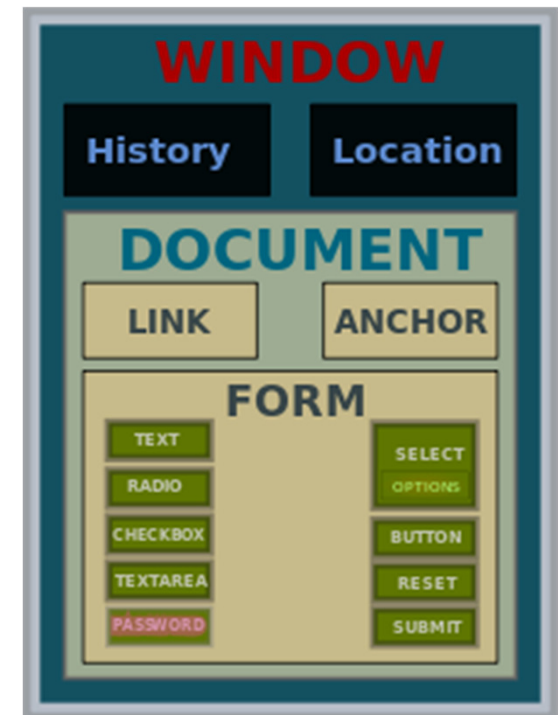 WINDOW
History
Location
DOCUMENT
LINK
ANCHOR
FORM
TEXT
RADIO
CHECKBOX
TEXTAREA
PASSWORD
SELECT
OPTIONS
BUTTON
RESET
SUBMIT